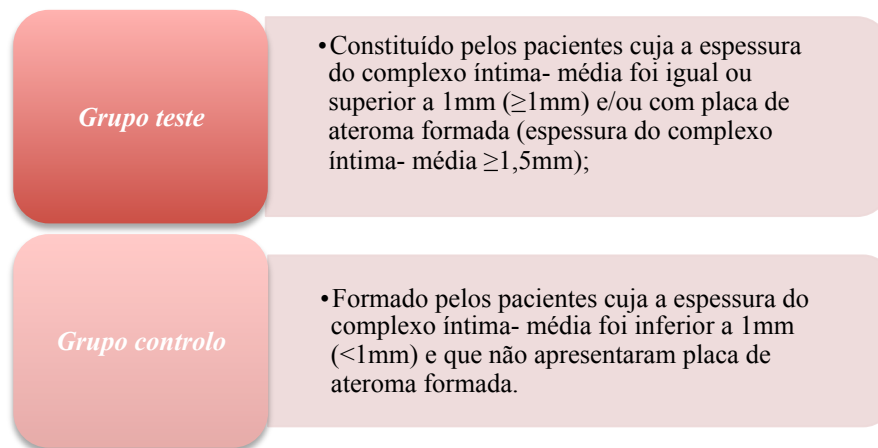 Grupo teste
•Constituído pelos pacientes cuja a espessura
do complexo íntima- média foi igual ou
superior a 1mm (≥1mm) e/ou com placa de
ateroma formada (espessura do complexo
íntima- média ≥1,5mm);
Grupo controlo
•Formado pelos pacientes cuja a espessura do
complexo íntima- média foi inferior a 1mm
(<1mm) e que não apresentaram placa de
ateroma formada.